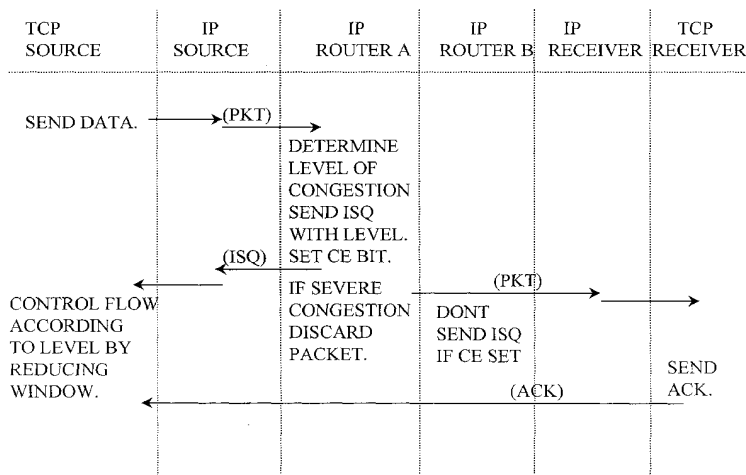 TCP SOURCE
IP SOURCE
IP ROUTER A
IP ROUTER B
IP RECEIVER
TCP RECEIVER
SEND DATA.
(PKT)
DETERMINE
LEVEL OF
CONGESTION
SEND ISQ
WITH LEVEL.
SET CE BIT.
(ISQ)
IF SEVERE
CONGESTION
DISCARD
PACKET.
(PKT)
DONT
SEND ISQ
IF CE SET
CONTROL FLOW
ACCORDING
TO LEVEL BY
REDUCING
WINDOW.
SEND
ACK.
(ACK)